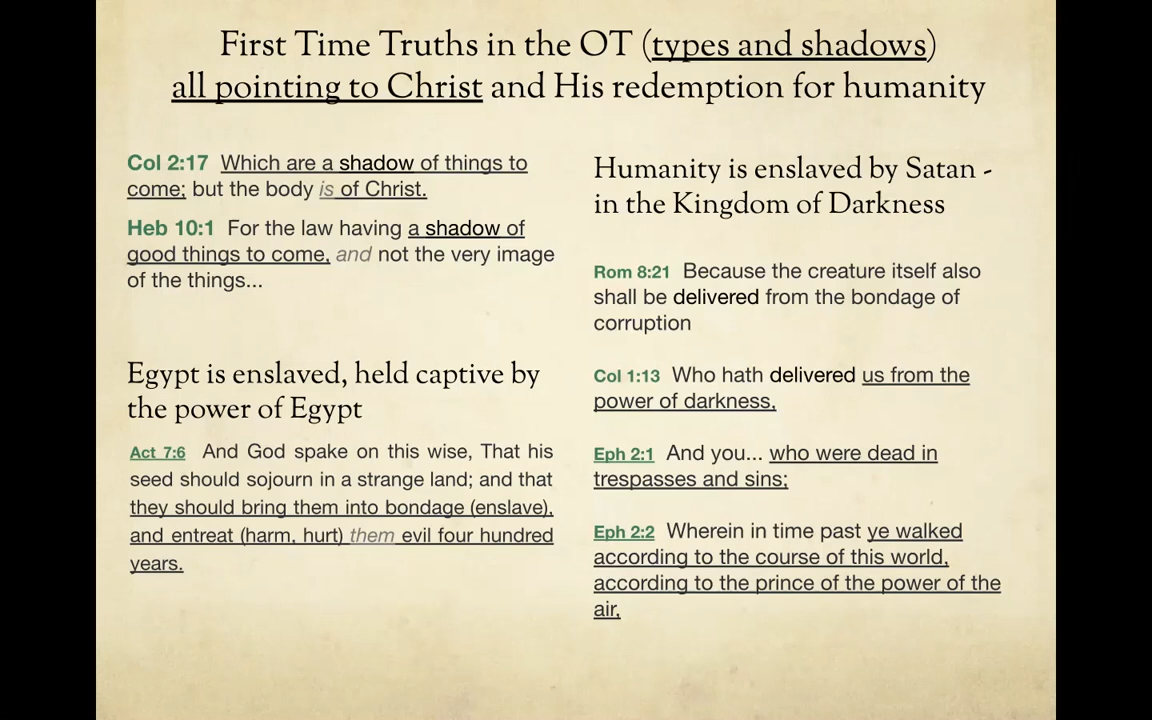 First Time Truths in the OT (types and shadows)
all pointing to Christ and His redemption for humanity
Col 2:17 Which are a shadow of things to
come; but the body is of Christ.
Heb 10:1 For the law having a shadow of
good things to come, and not the very image
of the things...
Egypt is enslaved, held captive by
the power of Egypt
Act 7:6 And God spake on this wise, That his
seed should sojourn in a strange land; and that
they should bring them into bondage (enslave),
and entreat (harm, hurt) them evil four hundred
years.
Humanity is enslaved by Satan -
in the Kingdom of Darkness
Rom 8:21 Because the creature itself also
shall be delivered from the bondage of
corruption
Col 1:13 Who hath delivered us from the
power of darkness,
Eph 2:1 And you... who were dead in
trespasses and sins;
Eph 2:2 Wherein in time past ye walked
according to the course of this world,
according to the prince of the power of the
air,